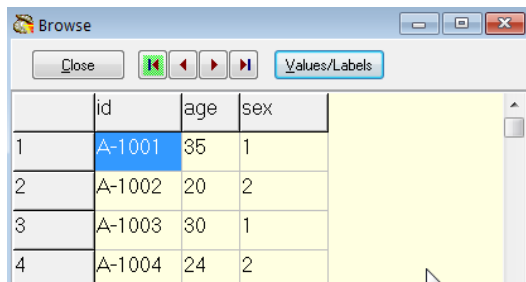 Browse
Close Values/Labels
id age sex
1 A-1001 35 1
2 A-1002 20 2
3 A-1003 30 1
4 A-1004 24 2